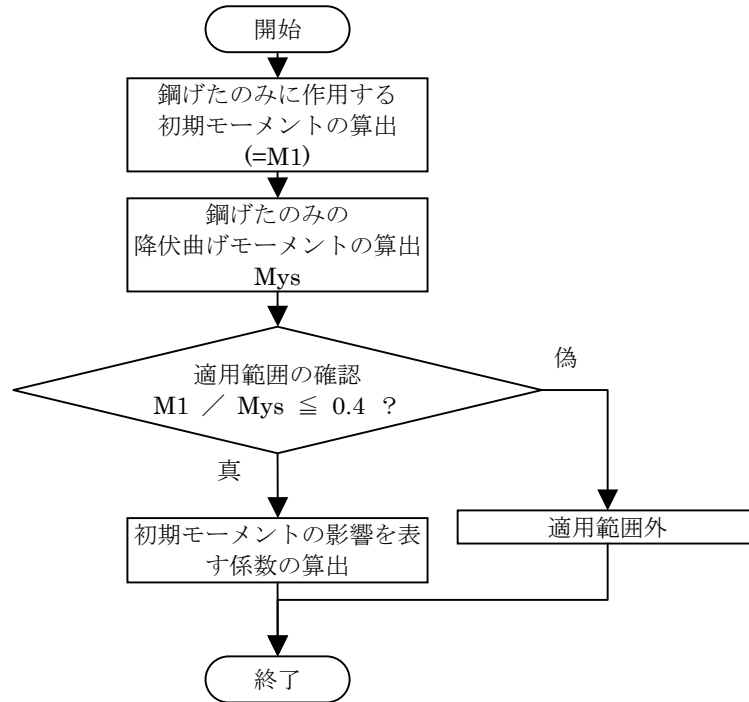 開始
鋼げたのみに作用する
初期モーメントの算出
(=M1)
鋼げたのみの
降伏曲げモーメントの算出
Mys
適用範囲の確認
M1 ／ Mys ≦ 0.4 ？
偽
真
初期モーメントの影響を表
す係数の算出
適用範囲外
終了